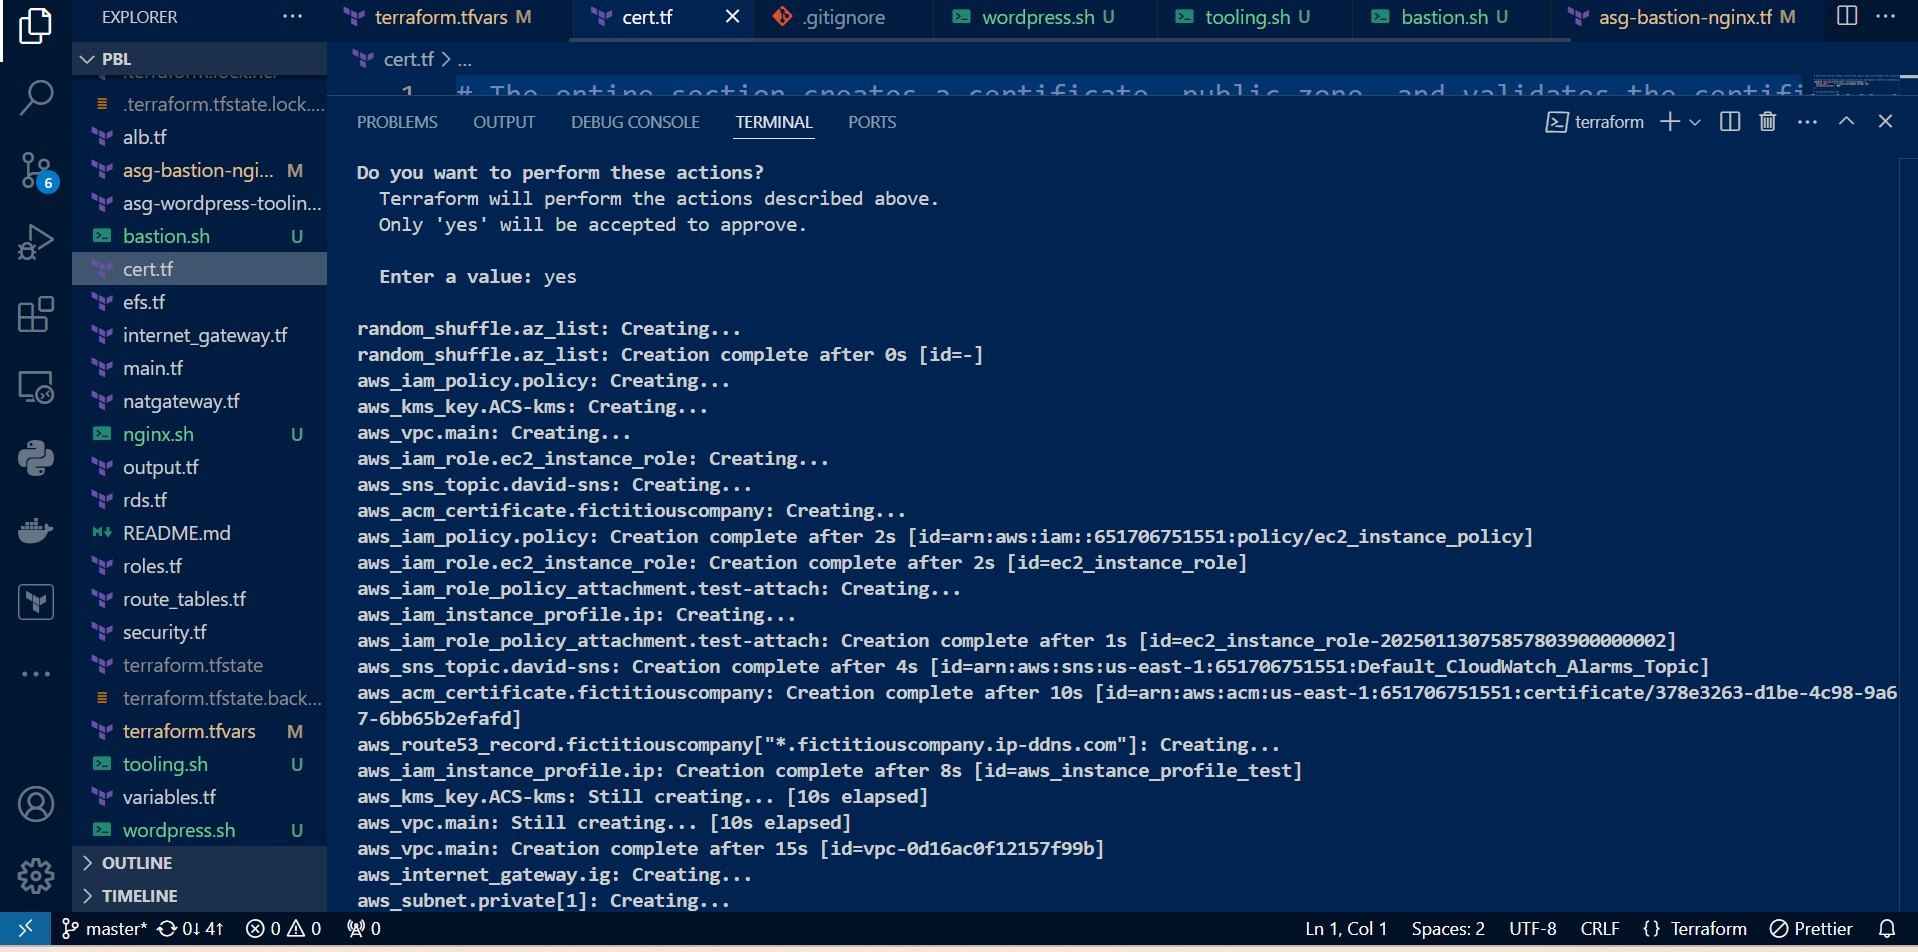 EXPLORER
terraform.tfvars M
cert.tf
.gitignore
wordpress.sh U
tooling.sh U
bastion.sh U
asg-bastion-nginx.tf M
PBL
cert.tf > ...
.terraform.lock.hcl
1 # The entire section creates a certificate, public zone, and validates the certifi
.terraform.tfstate.lock....
alb.tf
asg-bastion-ngi... M
asg-wordpress-toolin...
bastion.sh U
cert.tf
efs.tf
internet_gateway.tf
main.tf
natgateway.tf
nginx.sh U
output.tf
rds.tf
README.md
roles.tf
route_tables.tf
security.tf
terraform.tfstate
terraform.tfstate.back...
terraform.tfvars M
tooling.sh U
variables.tf
wordpress.sh U
OUTLINE
TIMELINE
6
PROBLEMS OUTPUT DEBUG CONSOLE TERMINAL PORTS
terraform
Do you want to perform these actions?
Terraform will perform the actions described above.
Only 'yes' will be accepted to approve.
Enter a value: yes
random_shuffle.az_list: Creating...
random_shuffle.az_list: Creation complete after 0s [id=-]
aws_iam_policy.policy: Creating...
aws_kms_key.ACS-kms: Creating...
aws_vpc.main: Creating...
aws_iam_role.ec2_instance_role: Creating...
aws_sns_topic.david-sns: Creating...
aws_acm_certificate.fictitiouscompany: Creating...
aws_iam_policy.policy: Creation complete after 2s [id=arn:aws:iam::651706751551:policy/ec2_instance_policy]
aws_iam_role.ec2_instance_role: Creation complete after 2s [id=ec2_instance_role]
aws_iam_role_policy_attachment.test-attach: Creating...
aws_iam_instance_profile.ip: Creating...
aws_iam_role_policy_attachment.test-attach: Creation complete after 1s [id=ec2_instance_role-20250113075857803900000002]
aws_sns_topic.david-sns: Creation complete after 4s [id=arn:aws:sns:us-east-1:651706751551:Default_CloudWatch_Alarms_Topic]
aws_acm_certificate.fictitiouscompany: Creation complete after 10s [id=arn:aws:acm:us-east-1:651706751551:certificate/378e3263-d1be-4c98-9a6
7-6bb65b2efafd]
aws_route53_record.fictitiouscompany["*.fictitiouscompany.ip-ddns.com"]: Creating...
aws_iam_instance_profile.ip: Creation complete after 8s [id=aws_instance_profile_test]
aws_kms_key.ACS-kms: Still creating... [10s elapsed]
aws_vpc.main: Still creating... [10s elapsed]
aws_vpc.main: Creation complete after 15s [id=vpc-0d16ac0f12157f99b]
aws_internet_gateway.ig: Creating...
aws_subnet.private[1]: Creating...
master* 0↓ 4↑ 0 0 0
Ln 1, Col 1 Spaces: 2 UTF-8 CRLF {} Terraform Prettier